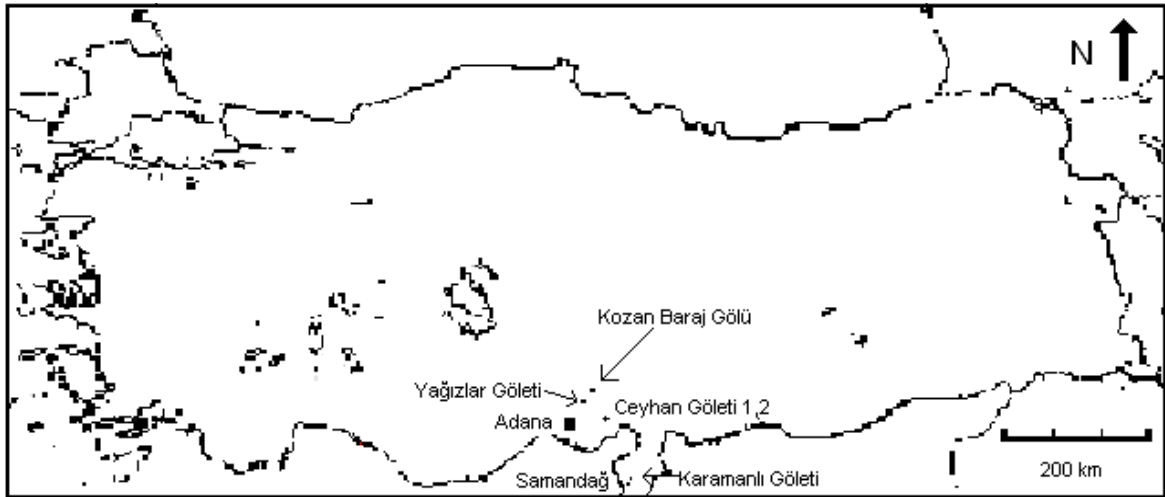 N
Kozan Baraj Gölü
Yağızlar Göleti
Ceyhan Göleti 1,2
Adana
200 km
Samandağ
Karamanlı Göleti